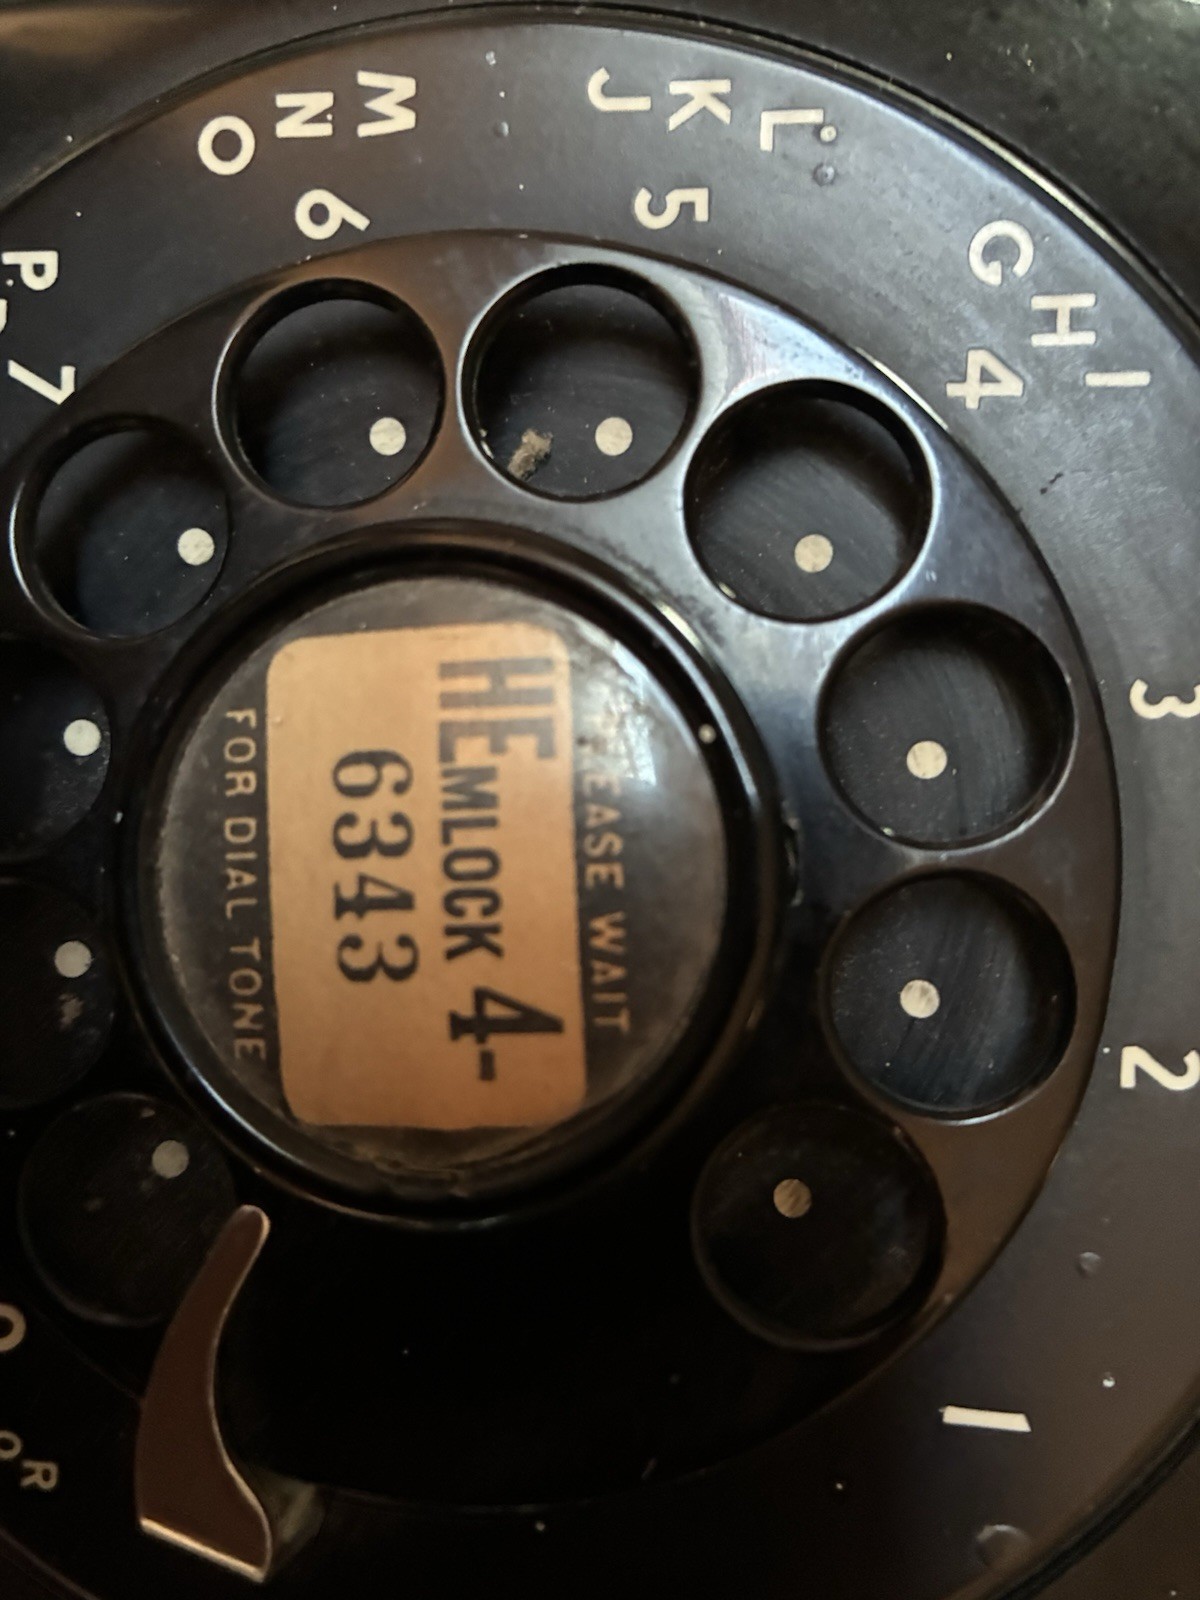 PLEASE WAIT
HEMLOCK 4-
6343
FOR DIAL TONE
1
2
3
GHI
4
JKL
5
MNO
6
P
7
O